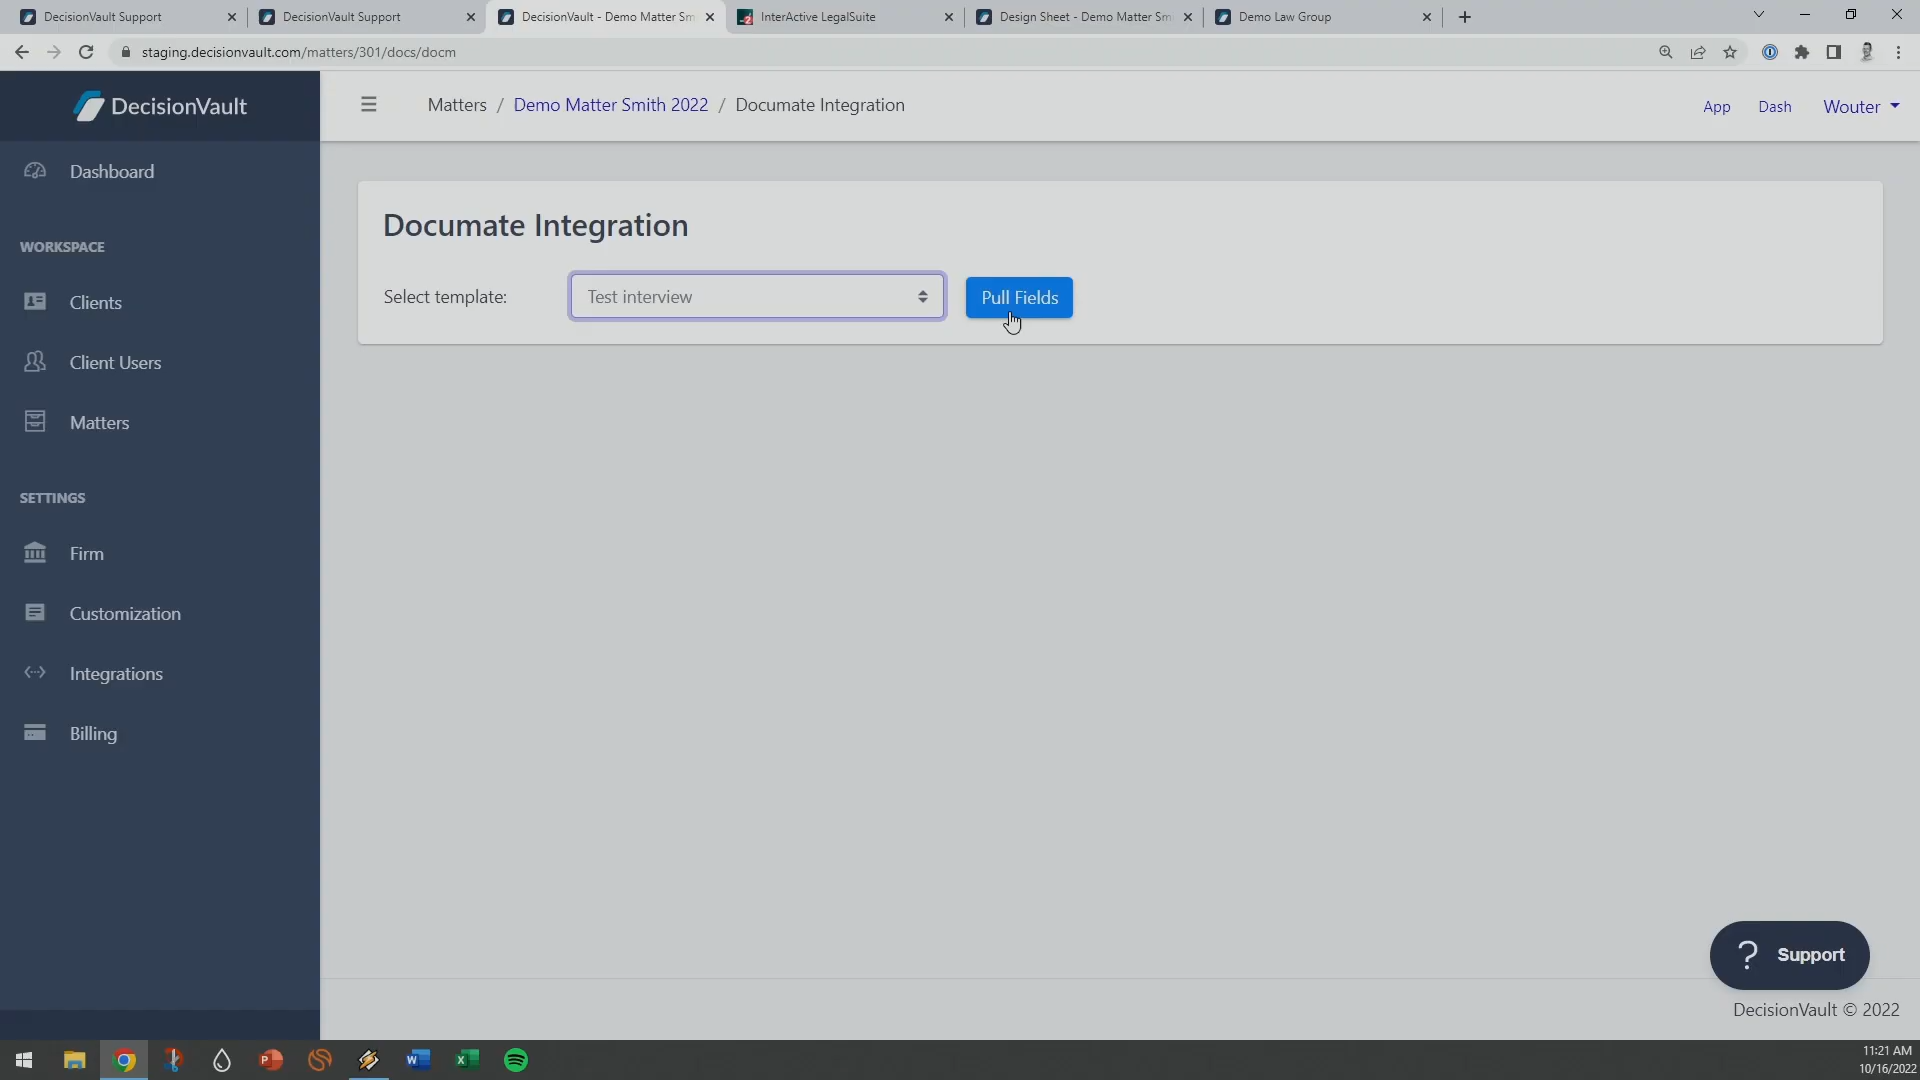 DecisionVault Support
DecisionVault Support
DecisionVault - Demo Matter Sm
InterActive LegalSuite
Design Sheet - Demo Matter Sm
Demo Law Group
staging.decisionvault.com/matters/301/docs/docm
DecisionVault
Matters / Demo Matter Smith 2022 / Documate Integration
App
Dash
Wouter
Dashboard
WORKSPACE
Clients
Client Users
Matters
SETTINGS
Firm
Customization
Integrations
Billing
Documate Integration
Select template:
Test interview
Pull Fields
? Support
DecisionVault © 2022
11:21 AM
10/16/2022